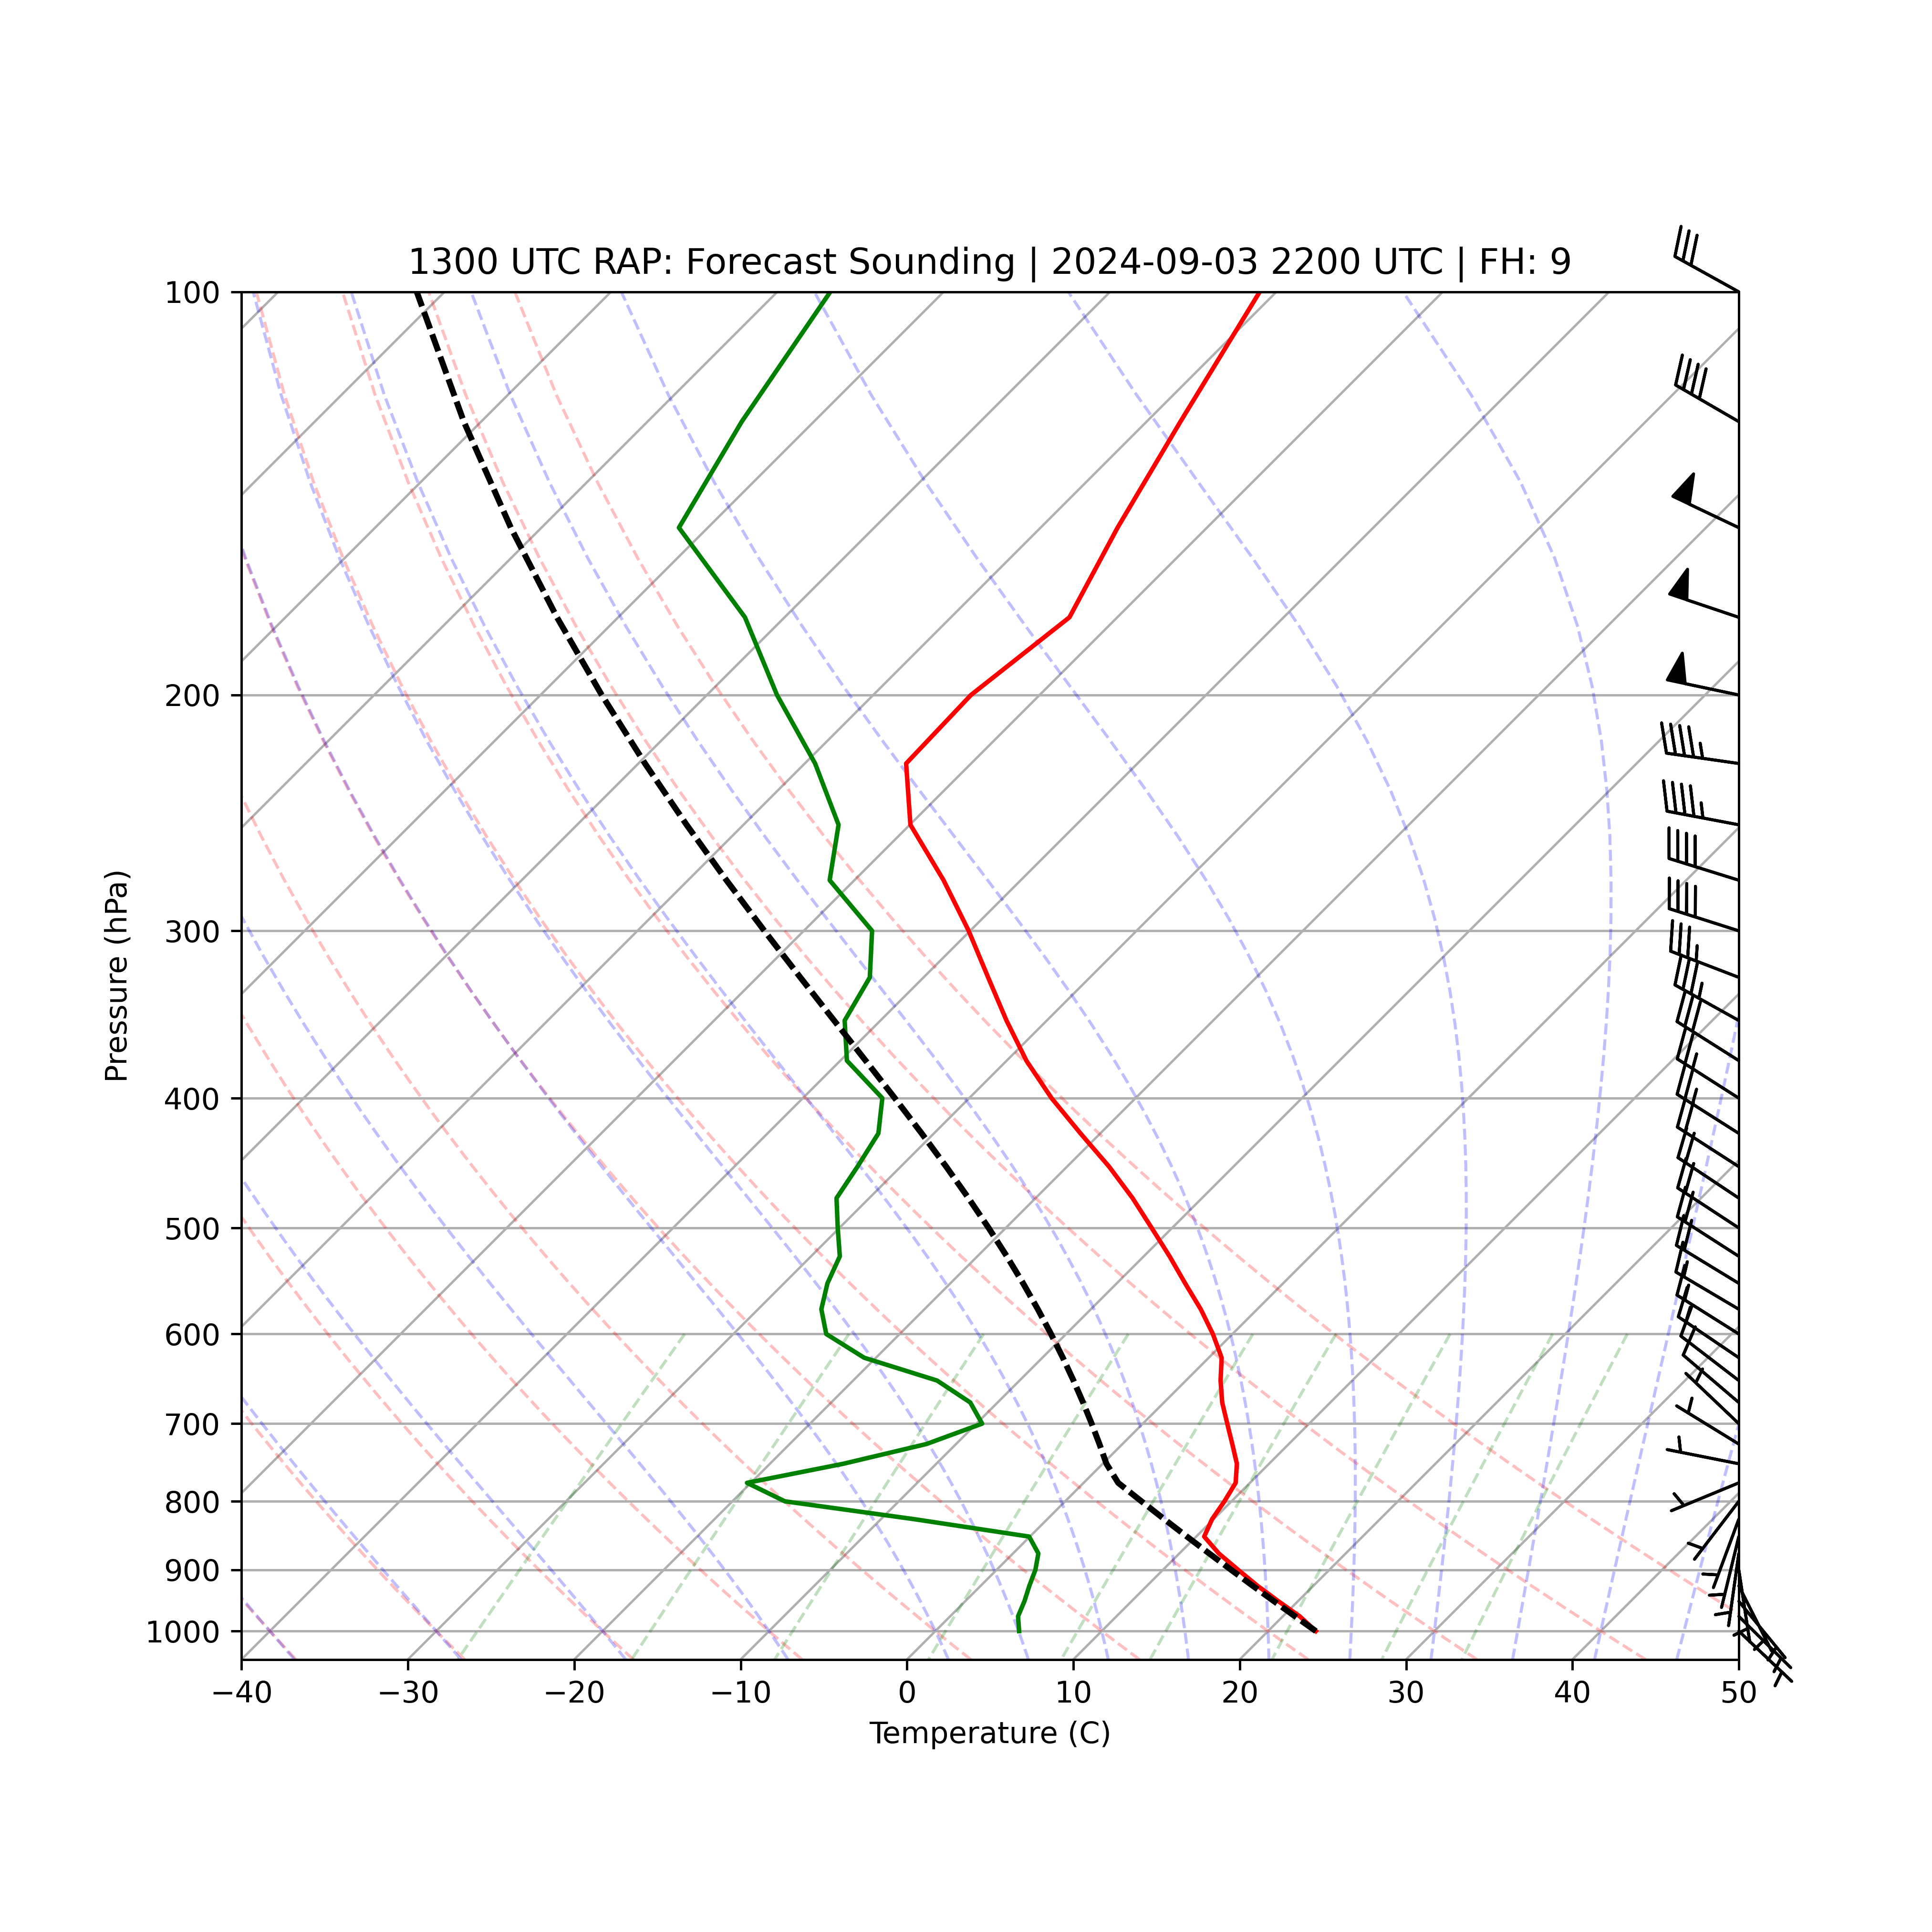 1300 UTC RAP: Forecast Sounding | 2024-09-03 2200 UTC | FH: 9
100
200
300
400
500
600
700
800
900
1000
Pressure (hPa)
−40 −30 −20 −10 0 10 20 30 40 50
Temperature (C)